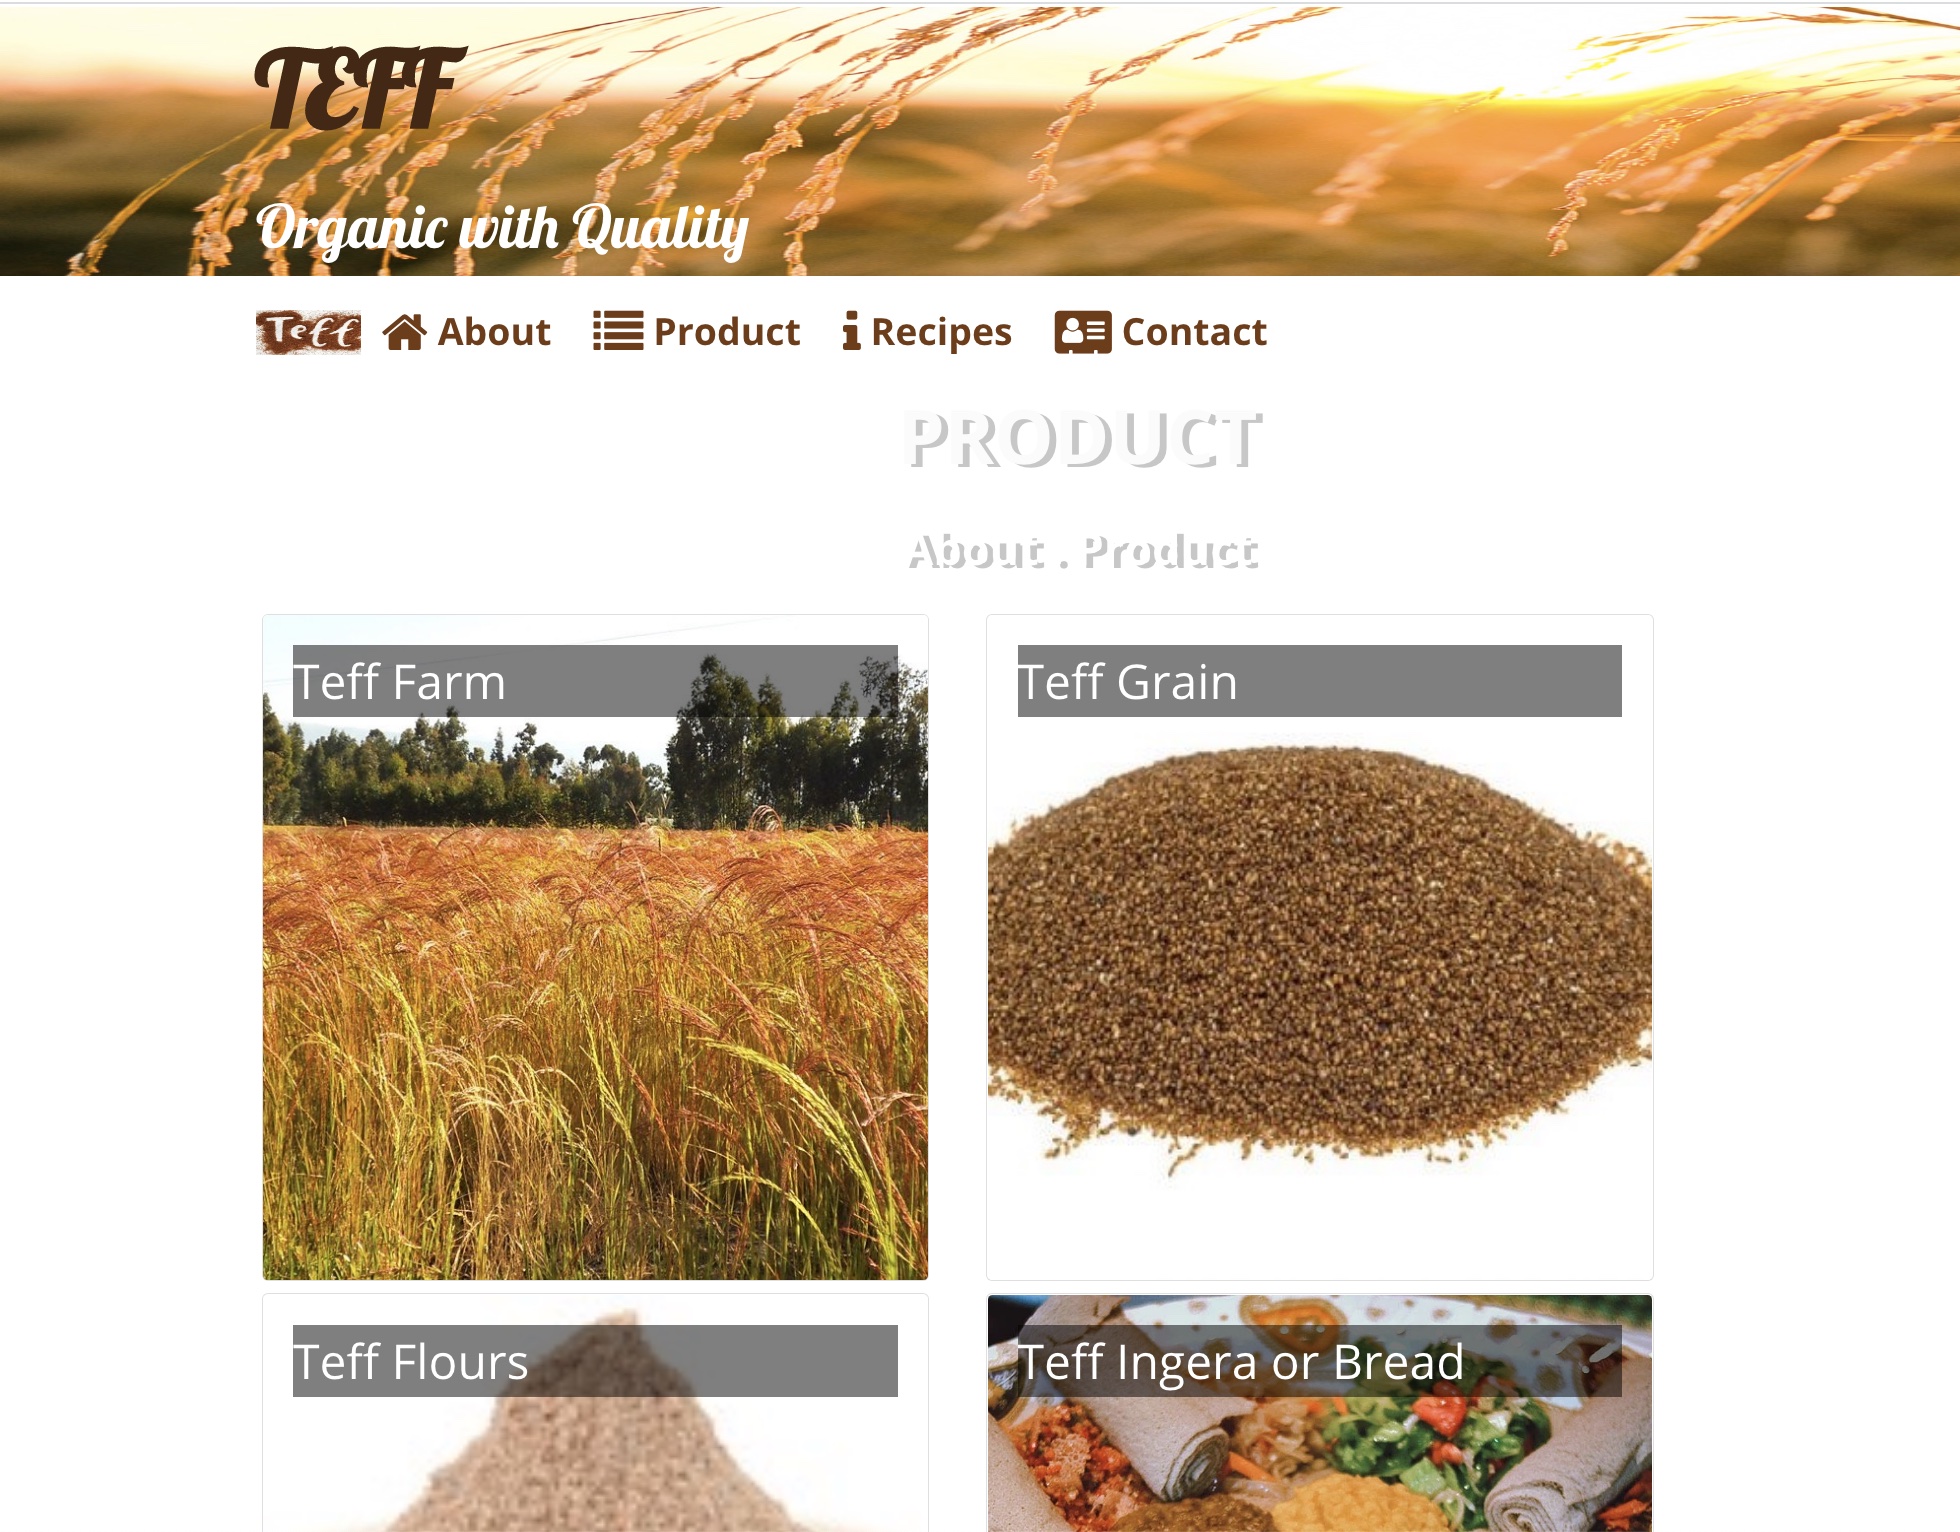 TEFF
Organic with Quality
Teff About Product Recipes Contact
PRODUCT
About . Product
Teff Farm
Teff Grain
Teff Flours
Teff Ingera or Bread